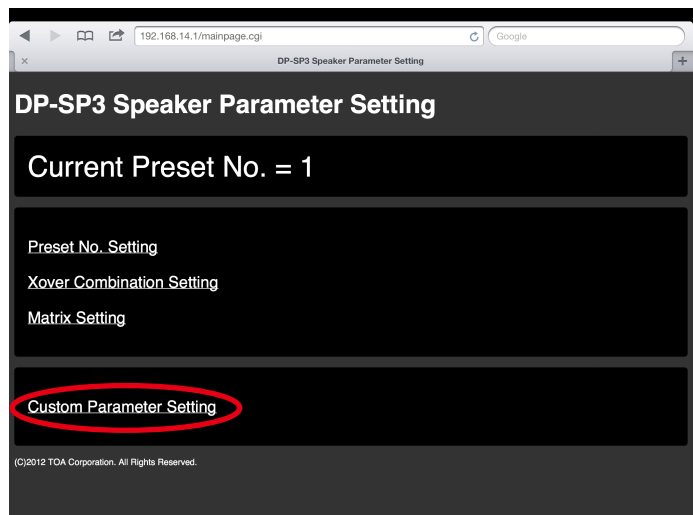 192.168.14.1/mainpage.cgi
Google
DP-SP3 Speaker Parameter Setting
DP-SP3 Speaker Parameter Setting
Current Preset No. = 1
Preset No. Setting
Xover Combination Setting
Matrix Setting
Custom Parameter Setting
(C)2012 TOA Corporation. All Rights Reserved.